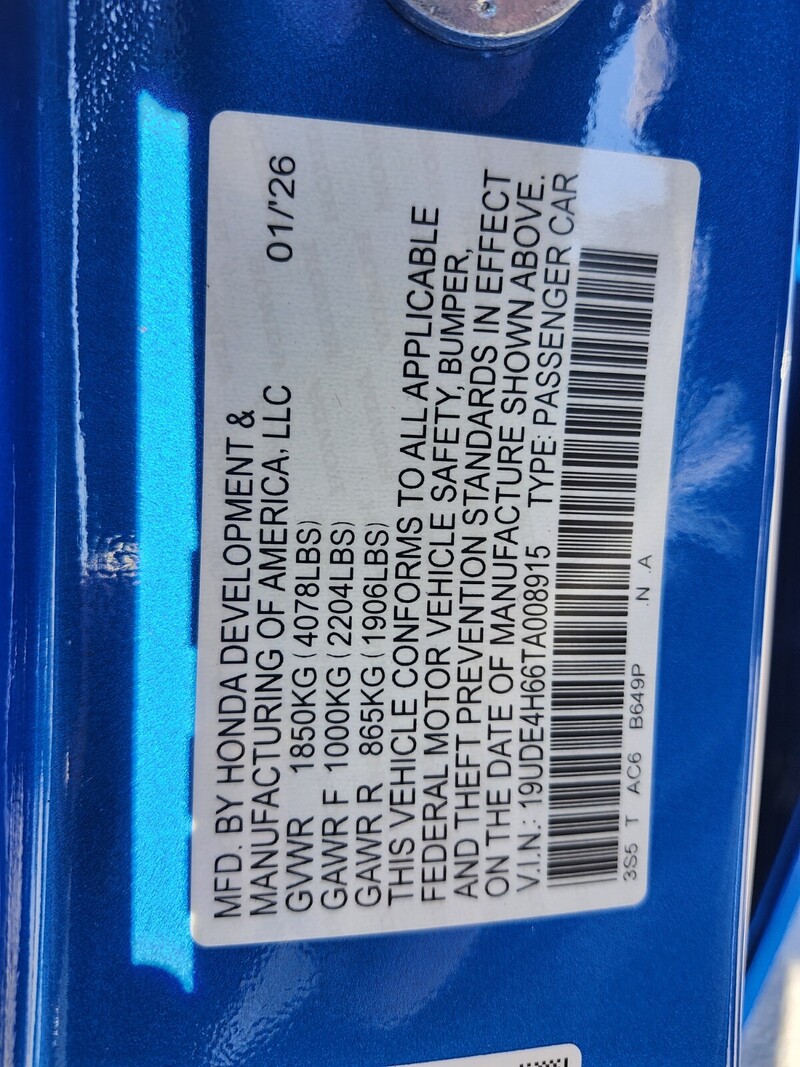 MFD. BY HONDA DEVELOPMENT &
MANUFACTURING OF AMERICA, LLC 01/'26
GVWR 1850KG (4078LBS)
GAWR F 1000KG (2204LBS)
GAWR R 865KG (1906LBS)
THIS VEHICLE CONFORMS TO ALL APPLICABLE
FEDERAL MOTOR VEHICLE SAFETY, BUMPER,
AND THEFT PREVENTION STANDARDS IN EFFECT
ON THE DATE OF MANUFACTURE SHOWN ABOVE.
V.I.N.: 19UDE4H66TA008915 TYPE: PASSENGER CAR
3S5 T AC6 B649P .N .A